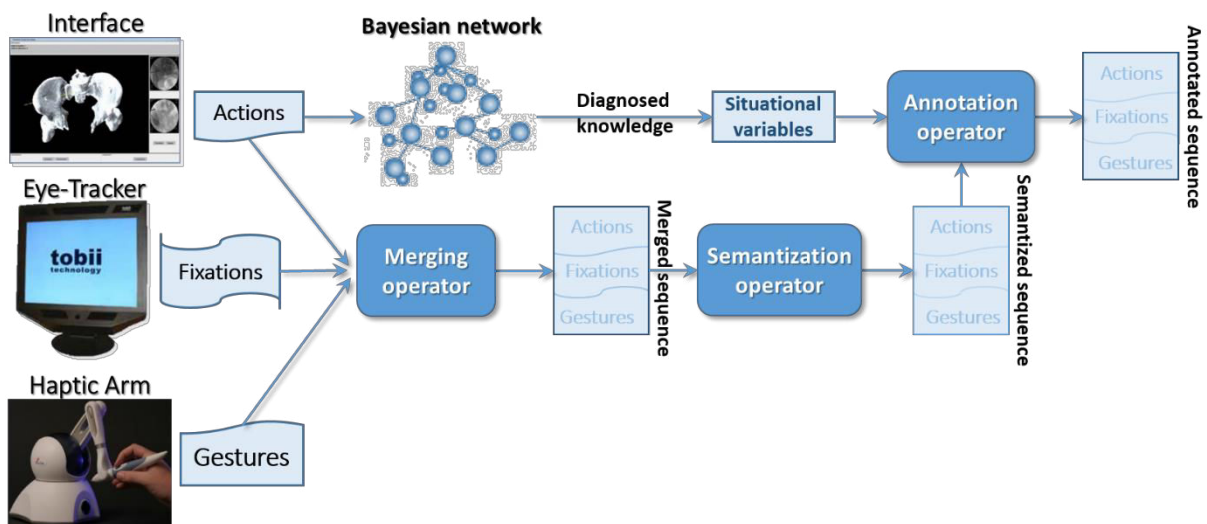 Interface
Actions
Bayesian network
Diagnosed
knowledge
Situational
variables
Annotation
operator
Actions
Fixations
Gestures
Annotated sequence
Eye-Tracker
tobii
technology
Fixations
Merging
operator
Actions
Fixations
Gestures
Merged sequence
Semantization
operator
Actions
Fixations
Gestures
Semantized sequence
Haptic Arm
Gestures